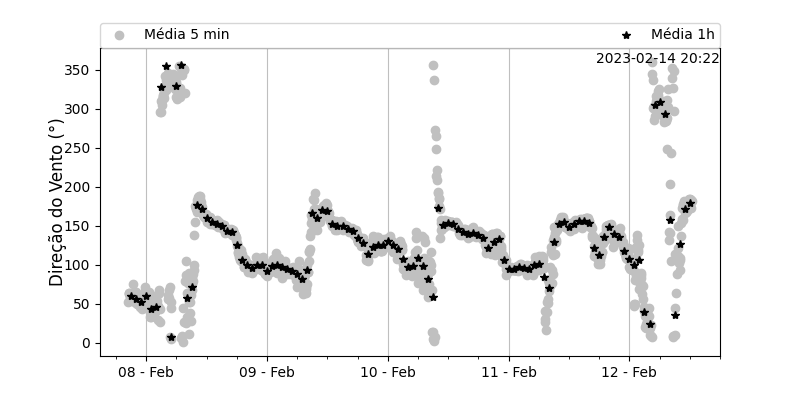 Média 5 min
Média 1h
2023-02-14 20:22
Direção do Vento (°)
350
300
250
200
150
100
50
0
08 - Feb
09 - Feb
10 - Feb
11 - Feb
12 - Feb